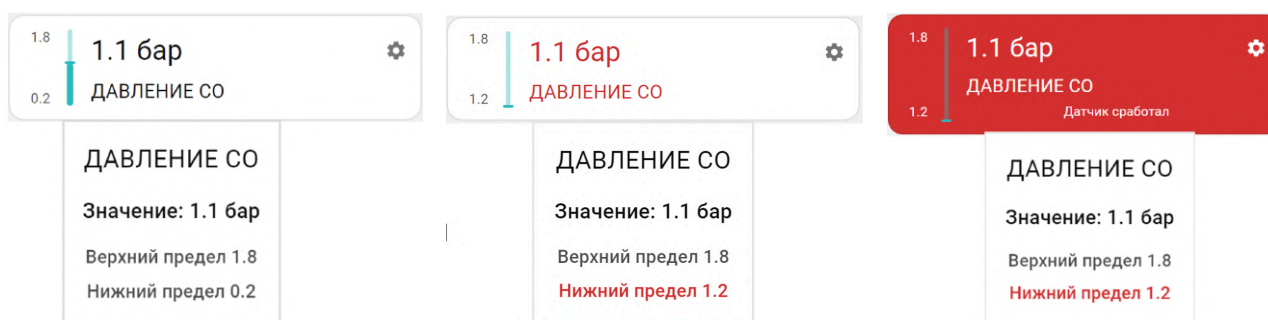 1.8
1.1 бар
0.2
ДАВЛЕНИЕ СО
ДАВЛЕНИЕ СО
Значение: 1.1 бар
Верхний предел 1.8
Нижний предел 0.2
1.8
1.1 бар
1.2
ДАВЛЕНИЕ СО
ДАВЛЕНИЕ СО
Значение: 1.1 бар
Верхний предел 1.8
Нижний предел 1.2
1.8
1.1 бар
ДАВЛЕНИЕ СО
1.2
Датчик сработал
ДАВЛЕНИЕ СО
Значение: 1.1 бар
Верхний предел 1.8
Нижний предел 1.2